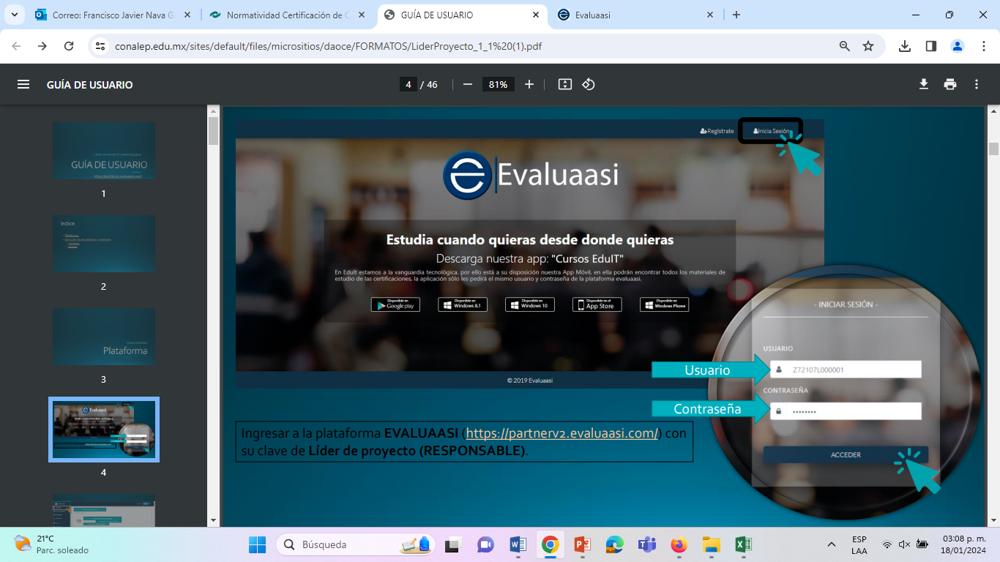 Correo: Francisco Javier Nava G
Normatividad Certificación de C
GUÍA DE USUARIO
Evaluaasi
conalep.edu.mx/sites/default/files/micrositios/daoce/FORMATOS/LiderProyecto_1_1%20(1).pdf
GUÍA DE USUARIO
4 / 46
81%
GUÍA DE USUARIO
1
Indice
2
Plataforma
3
4
Regístrate
Inicia Sesión
Evaluaasi
Estudia cuando quieras desde donde quieras
Descarga nuestra app: "Cursos EduIT"
En EduIt estamos a la vanguardia tecnológica, por ello está a su disposición nuestra App Móvil, en ella podrán encontrar todos los materiales de
estudio de las certificaciones, la aplicación sólo les pedirá el mismo usuario y contraseña de la plataforma evaluaasi.
Disponible en Google play
Disponible en Windows 8.1
Disponible en Windows 10
Disponible en el App Store
Disponible en Windows Phone
© 2019 Evaluaasi
- INICIAR SESIÓN -
USUARIO
Usuario
Z72107L000001
CONTRASEÑA
Contraseña
ACCEDER
Ingresar a la plataforma EVALUAASI (https://partnerv2.evaluaasi.com/) con
su clave de Líder de proyecto (RESPONSABLE).
21°C
Parc. soleado
Búsqueda
ESP
LAA
03:08 p. m.
18/01/2024